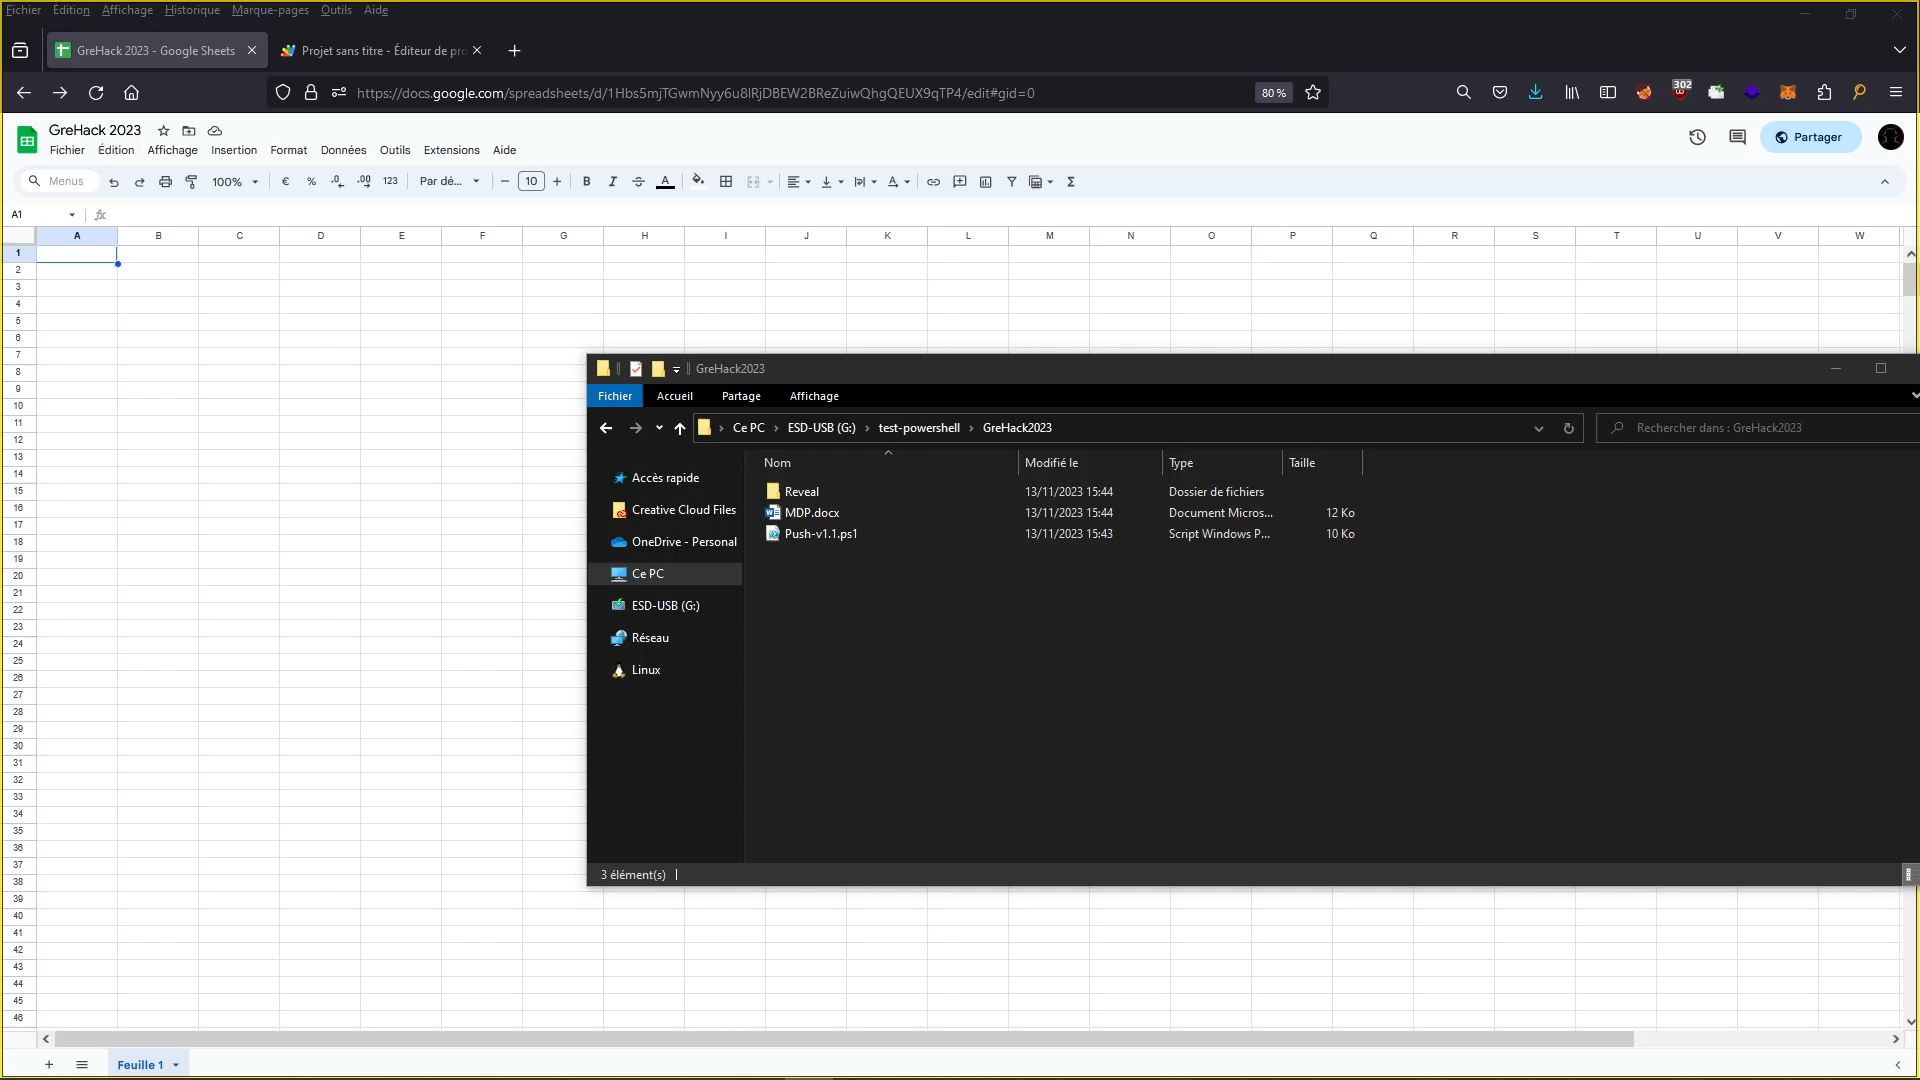 Fichier Édition Affichage Historique Marque-pages Outils Aide
GreHack 2023 - Google Sheets
Projet sans titre - Éditeur de pro
https://docs.google.com/spreadsheets/d/1Hbs5mjTGwmNyy6u8lRjDBEW2BReZuiwQhgQEUX9qTP4/edit#gid=0
80 %
302
GreHack 2023
Partager
Fichier Édition Affichage Insertion Format Données Outils Extensions Aide
Menus 100% € % .0 .00 123 Par dé... 10 B I A Σ
A1 fx
A B C D E F G H I J K L M N O P Q R S T U V W
1
2
3
4
5
6
7
8
9
10
11
12
13
14
15
16
17
18
19
20
21
22
23
24
25
26
27
28
29
30
31
32
33
34
35
36
37
38
39
40
41
42
43
44
45
46
Feuille 1
GreHack2023
Fichier Accueil Partage Affichage
Ce PC › ESD-USB (G:) › test-powershell › GreHack2023
Rechercher dans : GreHack2023
Accès rapide
Creative Cloud Files
OneDrive - Personal
Ce PC
ESD-USB (G:)
Réseau
Linux
Nom Modifié le Type Taille
Reveal 13/11/2023 15:44 Dossier de fichiers
MDP.docx 13/11/2023 15:44 Document Micros... 12 Ko
Push-v1.1.ps1 13/11/2023 15:43 Script Windows P... 10 Ko
3 élément(s)